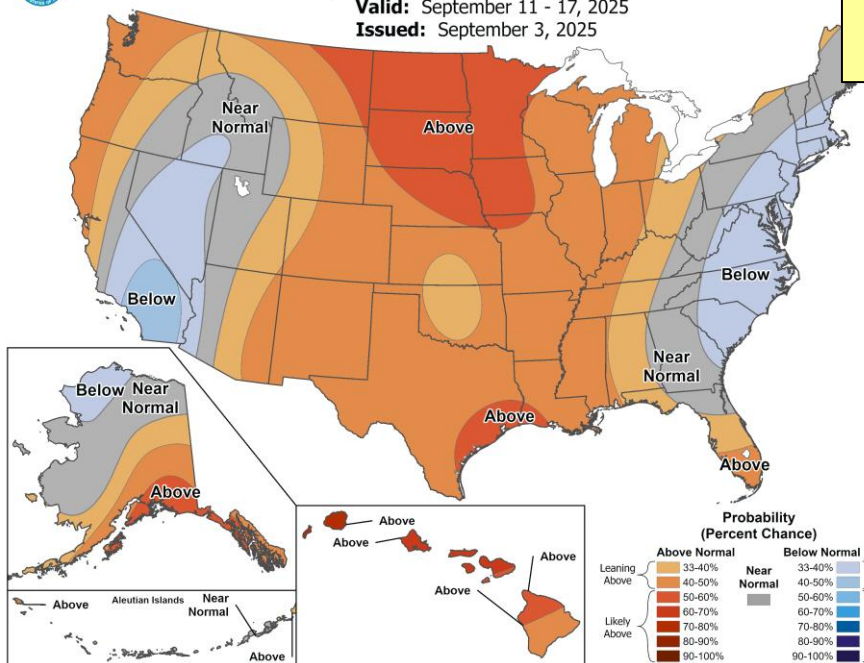 Valid: September 11 - 17, 2025
Issued: September 3, 2025
Near
Normal
Above
Below
Below
Near
Normal
Above
Above
Below
Near
Normal
Above
Above
Above
Above
Above
Above
Aleutian Islands
Near
Normal
Above
Probability
(Percent Chance)
Above Normal
Below Normal
Leaning
Above
33-40%
40-50%
Likely
Above
50-60%
60-70%
70-80%
80-90%
90-100%
Near
Normal
33-40%
40-50%
50-60%
60-70%
70-80%
80-90%
90-100%